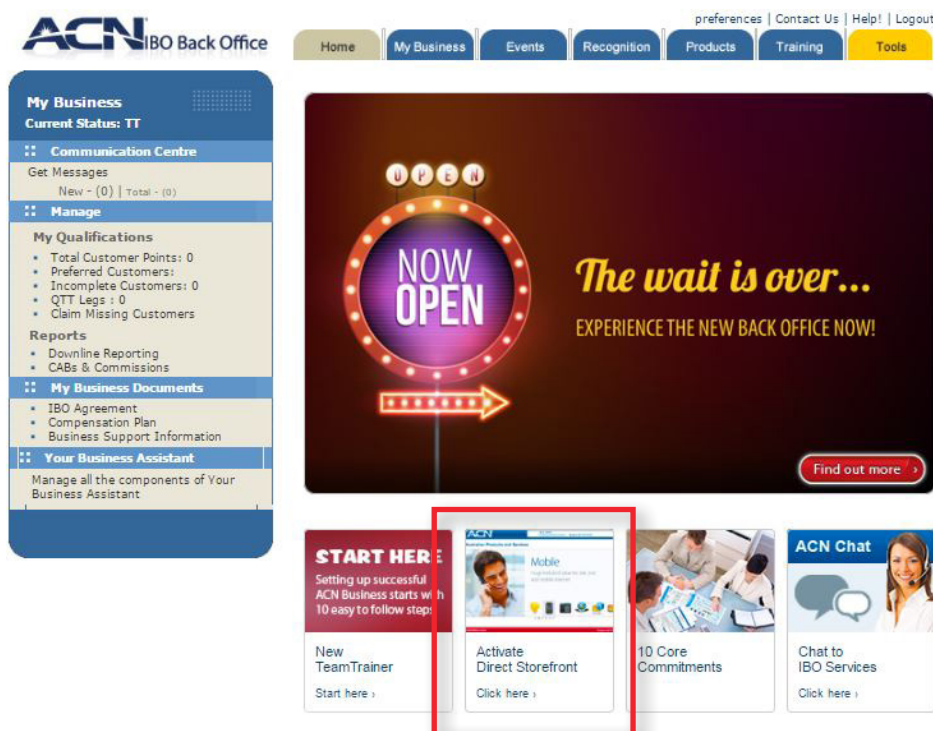 preferences | Contact Us | Help! | Logout
ACN IBO Back Office
Home My Business Events Recognition Products Training Tools
My Business
Current Status: TT
Communication Centre
Get Messages
New - (0) | Total - (0)
Manage
My Qualifications
Total Customer Points: 0
Preferred Customers:
Incomplete Customers: 0
QTT Legs : 0
Claim Missing Customers
Reports
Downline Reporting
CABs & Commissions
My Business Documents
IBO Agreement
Compensation Plan
Business Support Information
Your Business Assistant
Manage all the components of Your
Business Assistant
OPEN
NOW
OPEN
The wait is over...
EXPERIENCE THE NEW BACK OFFICE NOW!
Find out more ›
START HERE
Setting up successful
ACN Business starts with
10 easy to follow steps
New
TeamTrainer
Start here ›
ACN
Mobile
Activate
Direct Storefront
Click here ›
10 Core
Commitments
ACN Chat
Chat to
IBO Services
Click here ›